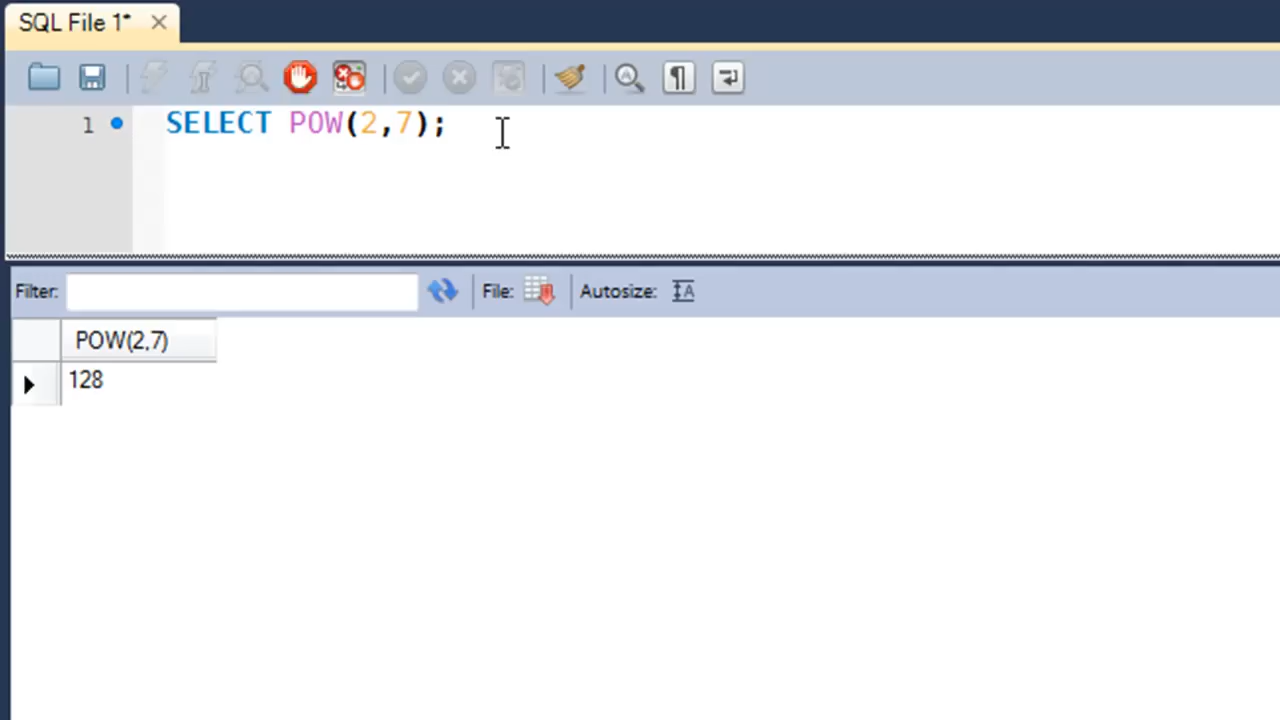 SQL File 1*
1 SELECT POW(2,7);
Filter: File: Autosize:
POW(2,7)
128